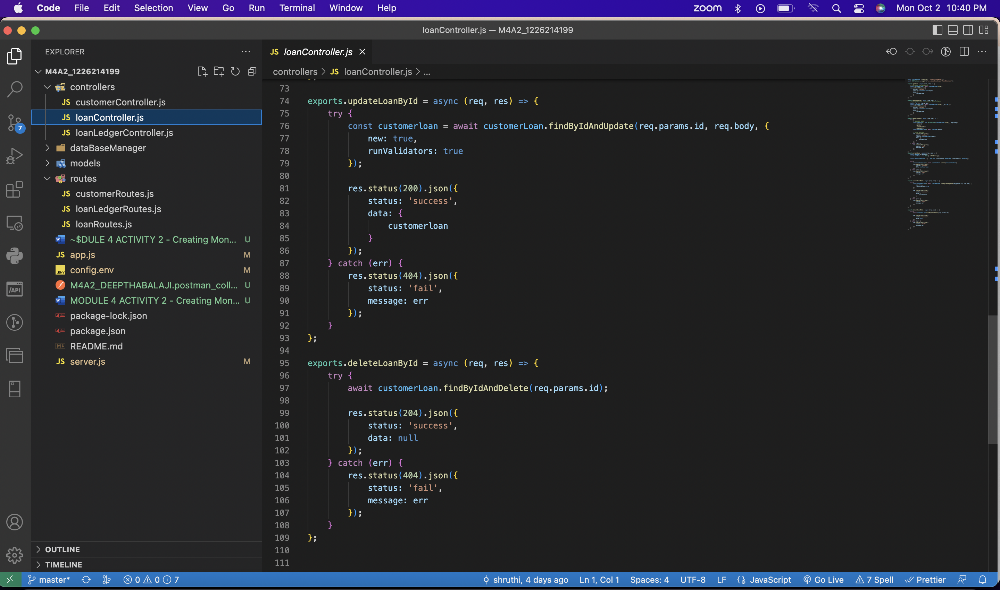 Code File Edit Selection View Go Run Terminal Window Help zoom Mon Oct 2 10:40 PM
loanController.js — M4A2_1226214199
EXPLORER
M4A2_1226214199
controllers
JS customerController.js
JS loanController.js
JS loanLedgerController.js
7
dataBaseManager
models
routes
JS customerRoutes.js
JS loanLedgerRoutes.js
JS loanRoutes.js
W ~$DULE 4 ACTIVITY 2 - Creating Mon... U
JS app.js M
.ENV config.env M
M4A2_DEEPTHABALAJI.postman_coll... U
W MODULE 4 ACTIVITY 2 - Creating Mon... U
package-lock.json
package.json
M↓ README.md
JS server.js M
/API
OUTLINE
TIMELINE
JS loanController.js
controllers > JS loanController.js > ...
73
74 exports.updateLoanById = async (req, res) => {
75 try {
76 const customerloan = await customerLoan.findByIdAndUpdate(req.params.id, req.body, {
77 new: true,
78 runValidators: true
79 });
80
81 res.status(200).json({
82 status: 'success',
83 data: {
84 customerloan
85 }
86 });
87 } catch (err) {
88 res.status(404).json({
89 status: 'fail',
90 message: err
91 });
92 }
93 };
94
95 exports.deleteLoanById = async (req, res) => {
96 try {
97 await customerLoan.findByIdAndDelete(req.params.id);
98
99 res.status(204).json({
100 status: 'success',
101 data: null
102 });
103 } catch (err) {
104 res.status(404).json({
105 status: 'fail',
106 message: err
107 });
108 }
109 };
110
111
master* 0 0 7 shruthi, 4 days ago Ln 1, Col 1 Spaces: 4 UTF-8 LF JavaScript Go Live 7 Spell Prettier